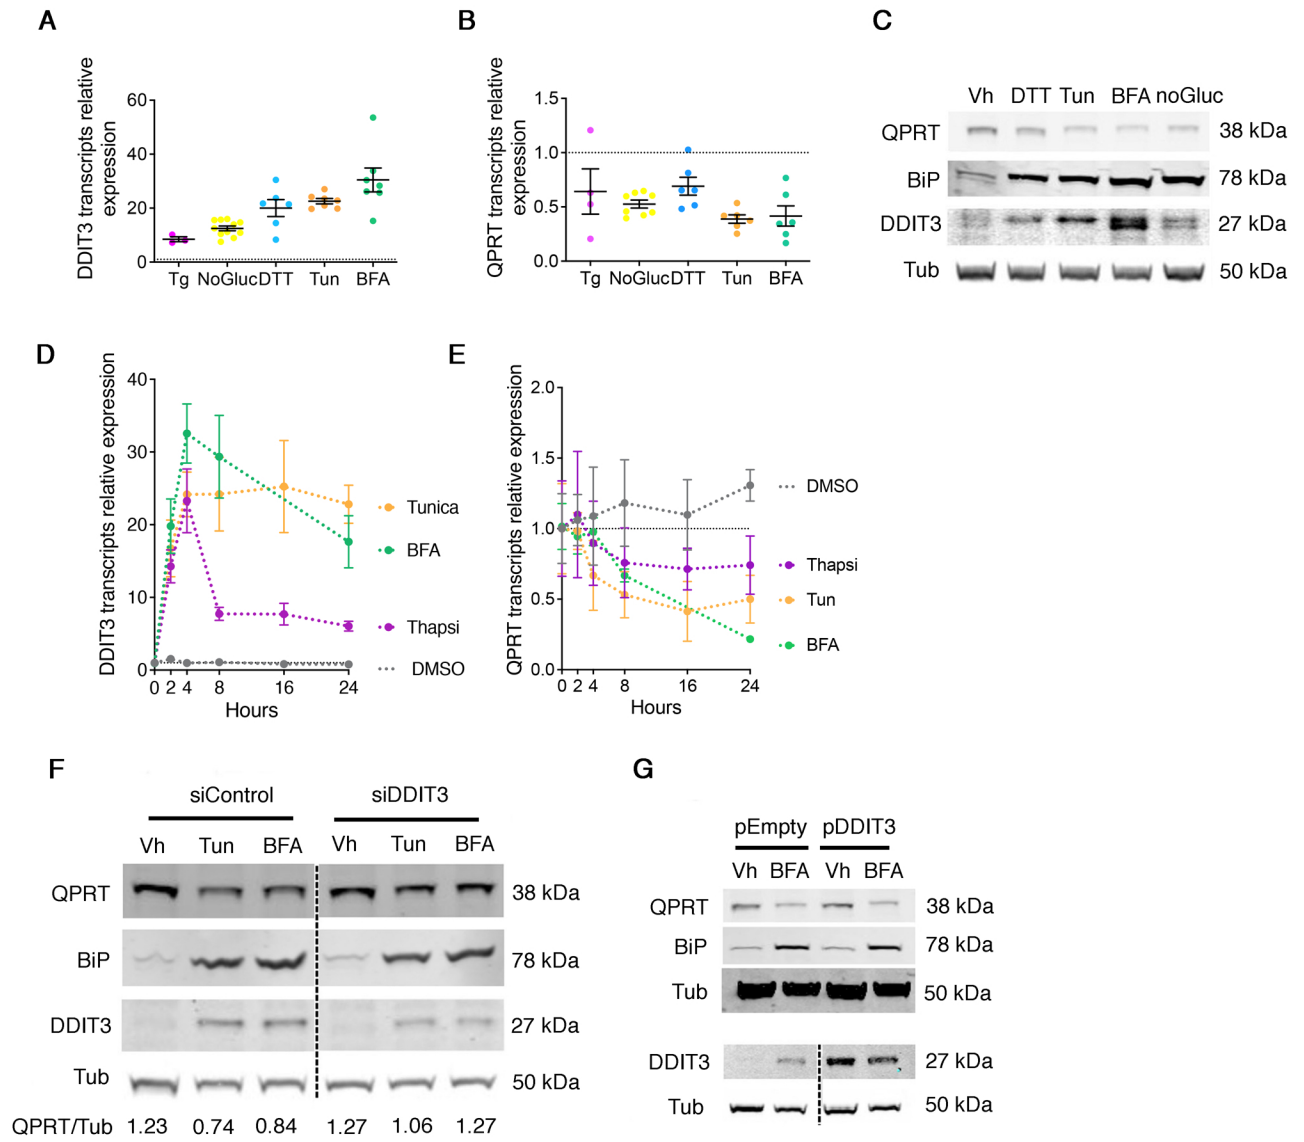 A
DDIT3 transcripts relative
expression
60
40
20
0
Tg NoGluc DTT Tun BFA
B
QPRT transcripts relative
expression
1.5
1.0
0.5
0.0
Tg NoGluc DTT Tun BFA
C
Vh DTT Tun BFA noGluc
QPRT 38 kDa
BiP 78 kDa
DDIT3 27 kDa
Tub 50 kDa
D
DDIT3 transcripts relative expression
40
30
20
10
0
0 2 4 8 16 24
Hours
Tunica
BFA
Thapsi
DMSO
E
QPRT transcripts relative expression
2.0
1.5
1.0
0.5
0.0
0 2 4 8 16 24
Hours
DMSO
Thapsi
Tun
BFA
F
siControl siDDIT3
Vh Tun BFA Vh Tun BFA
QPRT 38 kDa
BiP 78 kDa
DDIT3 27 kDa
Tub 50 kDa
QPRT/Tub 1.23 0.74 0.84 1.27 1.06 1.27
G
pEmpty pDDIT3
Vh BFA Vh BFA
QPRT 38 kDa
BiP 78 kDa
Tub 50 kDa
DDIT3 27 kDa
Tub 50 kDa